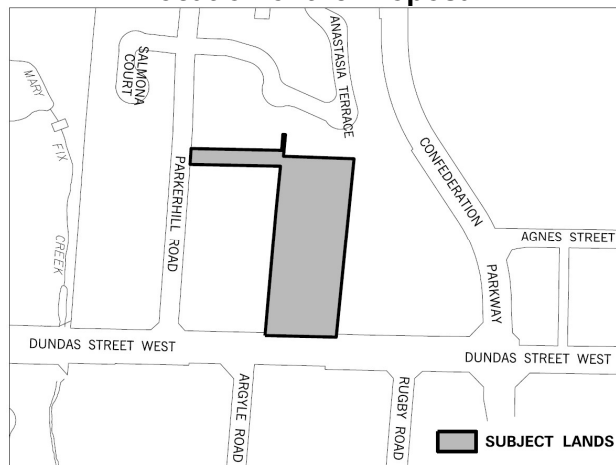 SALMONA
COURT
ANASTASIA TERRACE
MARY
FIX
CREEK
PARKERHILL ROAD
CONFEDERATION
PARKWAY
AGNES STREET
DUNDAS STREET WEST
DUNDAS STREET WEST
ARGYLE ROAD
RUGBY ROAD
SUBJECT LANDS